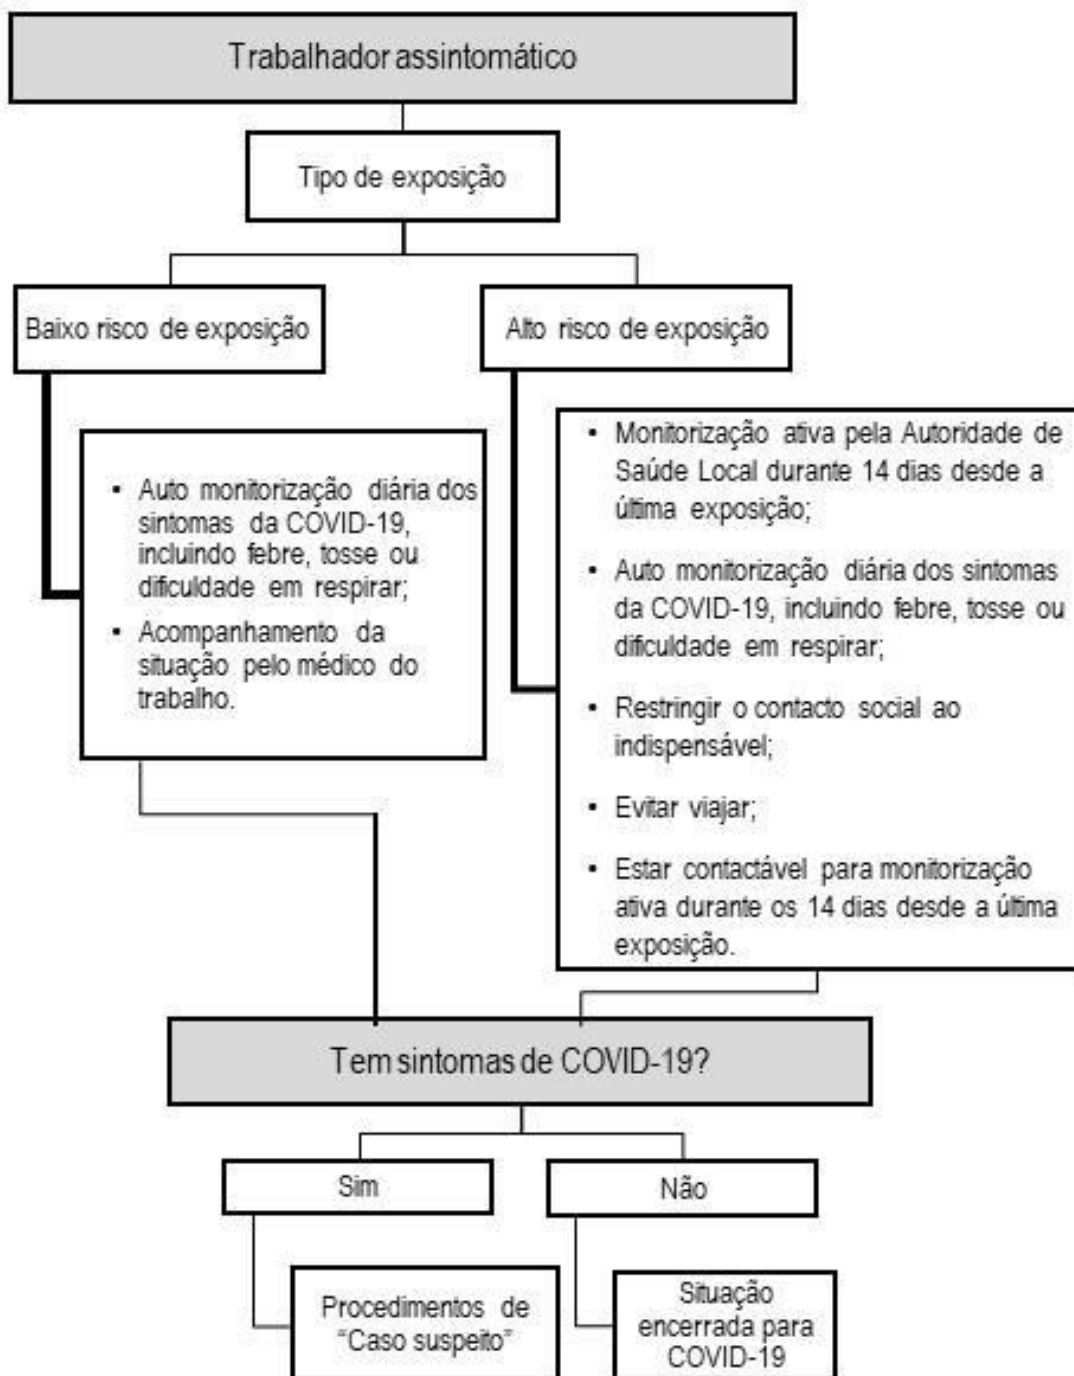 Trabalhador assintomático
Tipo de exposição
Baixo risco de exposição
Alto risco de exposição
• Auto monitorização diária dos
sintomas da COVID-19,
incluindo febre, tosse ou
dificuldade em respirar;
• Acompanhamento da
situação pelo médico do
trabalho.
• Monitorização ativa pela Autoridade de
Saúde Local durante 14 dias desde a
última exposição;
• Auto monitorização diária dos sintomas
da COVID-19, incluindo febre, tosse ou
dificuldade em respirar;
• Restringir o contacto social ao
indispensável;
• Evitar viajar;
• Estar contactável para monitorização
ativa durante os 14 dias desde a última
exposição.
Tem sintomas de COVID-19?
Sim
Não
Procedimentos de
“Caso suspeito”
Situação
encerrada para
COVID-19